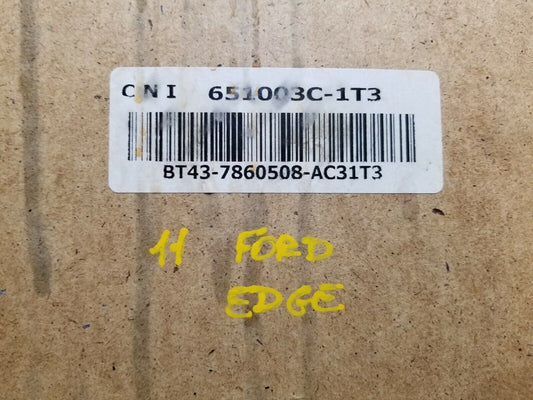 CNI 651003C-1T3
BT43-7860508-AC31T3
11 FORD
EDGE